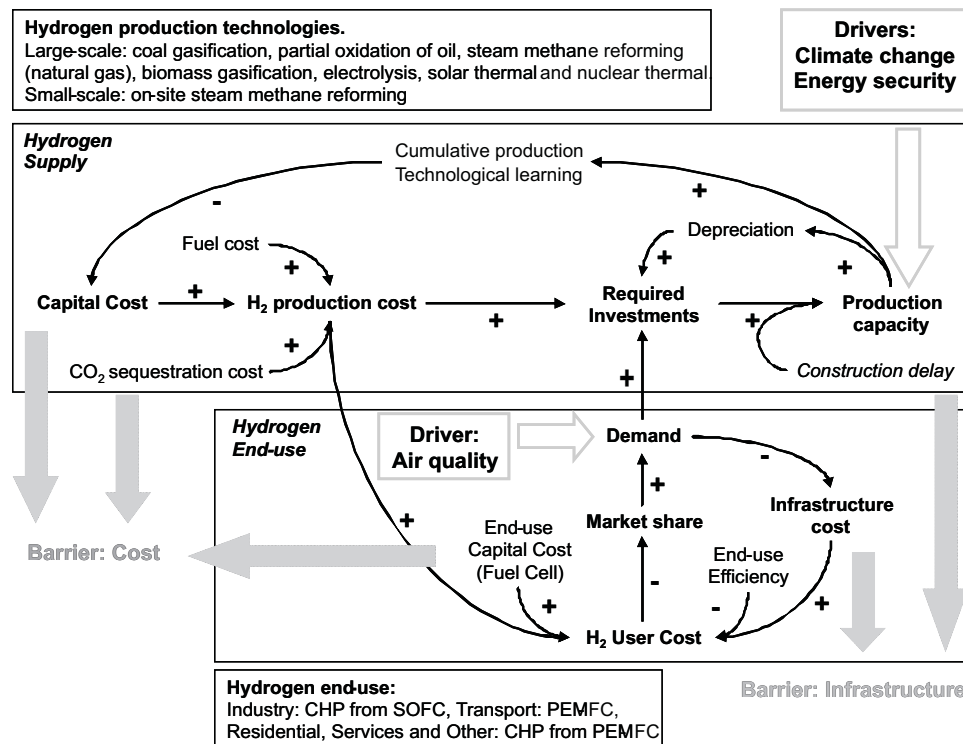 Hydrogen production technologies.
Large-scale: coal gasification, partial oxidation of oil, steam methane reforming
(natural gas), biomass gasification, electrolysis, solar thermal and nuclear thermal.
Small-scale: on-site steam methane reforming
Drivers:
Climate change
Energy security
Hydrogen
Supply
Cumulative production
Technological learning
+
-
Fuel cost
+
Depreciation
+
+
Capital Cost
+
H₂ production cost
+
Required
Investments
+
Production
capacity
+
CO₂ sequestration cost
Construction delay
+
Hydrogen
End-use
Driver:
Air quality
Demand
-
+
Infrastructure
cost
Market share
+
End-use
Capital Cost
(Fuel Cell)
End-use
Efficiency
Barrier: Cost
-
+
-
+
H₂ User Cost
Hydrogen end-use:
Industry: CHP from SOFC, Transport: PEMFC,
Residential, Services and Other: CHP from PEMFC
Barrier: Infrastructure